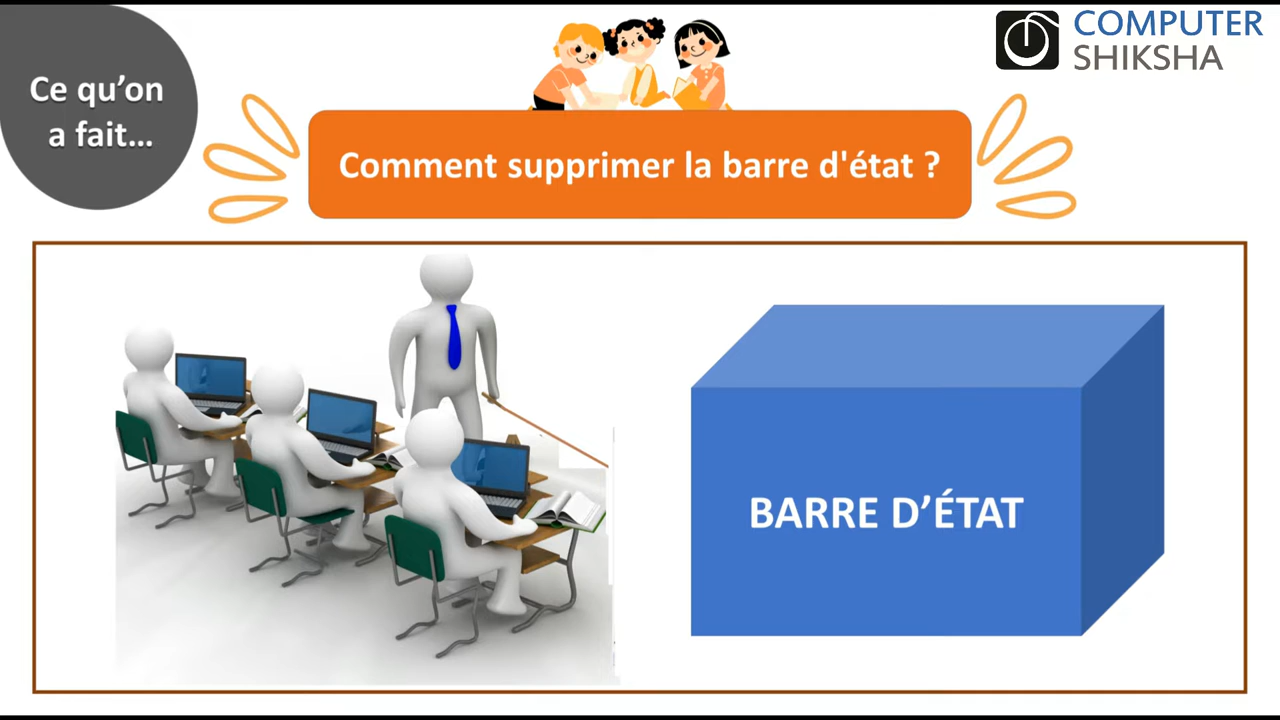 Ce qu’on
a fait...
COMPUTER
SHIKSHA
Comment supprimer la barre d'état ?
BARRE D’ÉTAT